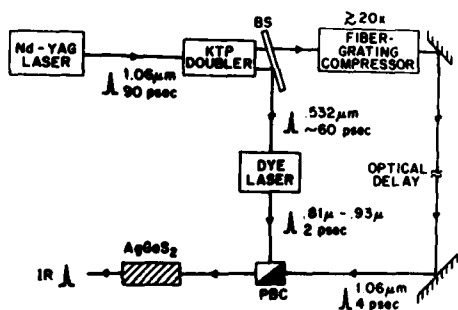 Nd-YAG
LASER
1.06μm
90 psec
KTP
DOUBLER
BS
≳20x
FIBER-
GRATING
COMPRESSOR
.532μm
~60 psec
DYE
LASER
OPTICAL
DELAY
.81μ - .93μ
2 psec
AgGaS2
IR
PBC
1.06μm
4 psec